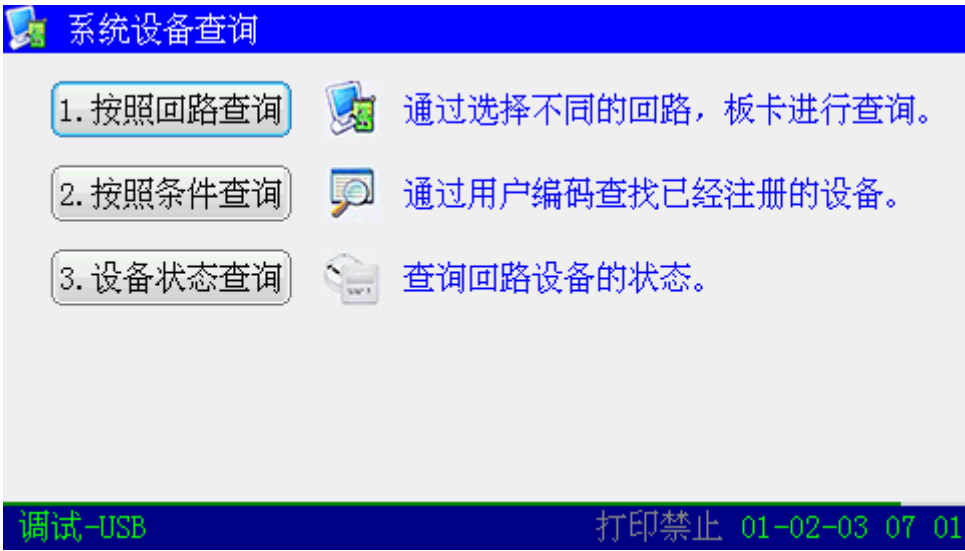 系统设备查询
1.按照回路查询 通过选择不同的回路，板卡进行查询。
2.按照条件查询 通过用户编码查找已经注册的设备。
3.设备状态查询 查询回路设备的状态。
调试-USB 打印禁止 01-02-03 07 01